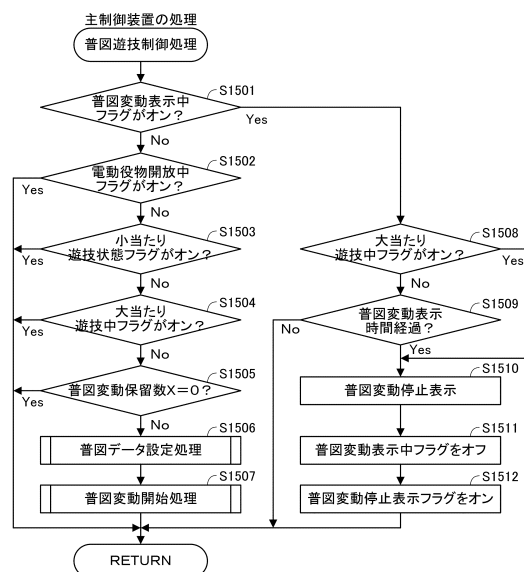 主制御装置の処理
普図遊技制御処理
S1501
普図変動表示中
フラグがオン？
Yes
No
S1502
電動役物開放中
フラグがオン？
Yes
No
S1503
小当たり
遊技状態フラグがオン？
Yes
No
S1504
大当たり
遊技中フラグがオン？
Yes
No
S1505
普図変動保留数X＝0？
Yes
No
S1506
普図データ設定処理
S1507
普図変動開始処理
S1508
大当たり
遊技中フラグがオン？
Yes
No
S1509
普図変動表示
時間経過？
No
Yes
S1510
普図変動停止表示
S1511
普図変動表示中フラグをオフ
S1512
普図変動停止表示フラグをオン
RETURN